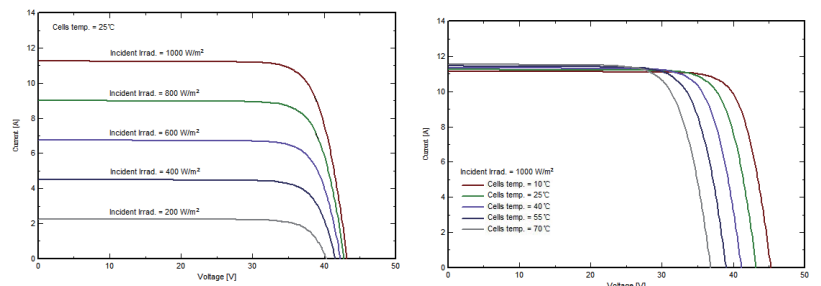 Cells temp. = 25℃
Incident Irrad. = 1000 W/m²
Incident Irrad. = 800 W/m²
Incident Irrad. = 600 W/m²
Incident Irrad. = 400 W/m²
Incident Irrad. = 200 W/m²
Current [A]
14
12
10
8
6
4
2
0
0
10
20
30
40
50
Voltage [V]
Current [A]
14
12
10
8
6
4
2
0
Incident Irrad. = 1000 W/m²
Cells temp. = 10℃
Cells temp. = 25℃
Cells temp. = 40℃
Cells temp. = 55℃
Cells temp. = 70℃
0
10
20
30
40
50
Voltage [V]